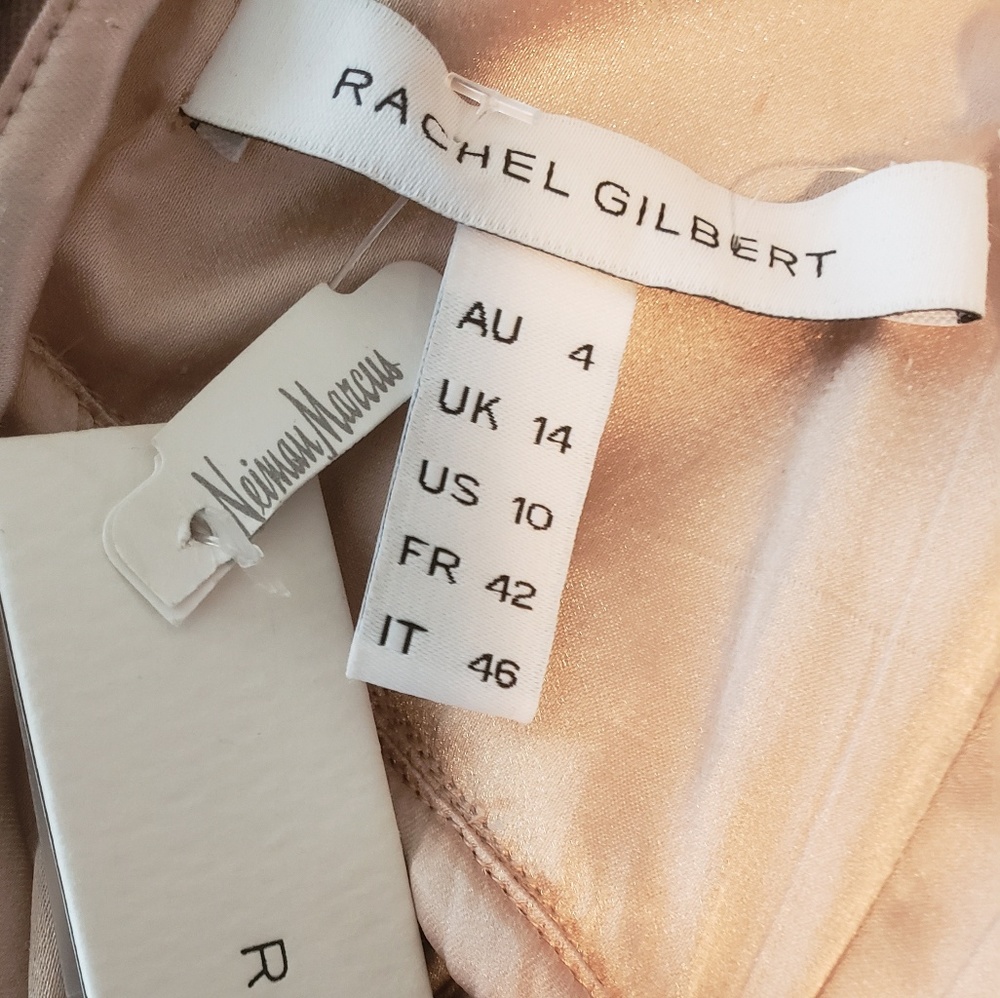 RACHEL GILBERT
AU 4
UK 14
US 10
FR 42
IT 46
Neiman Marcus
R